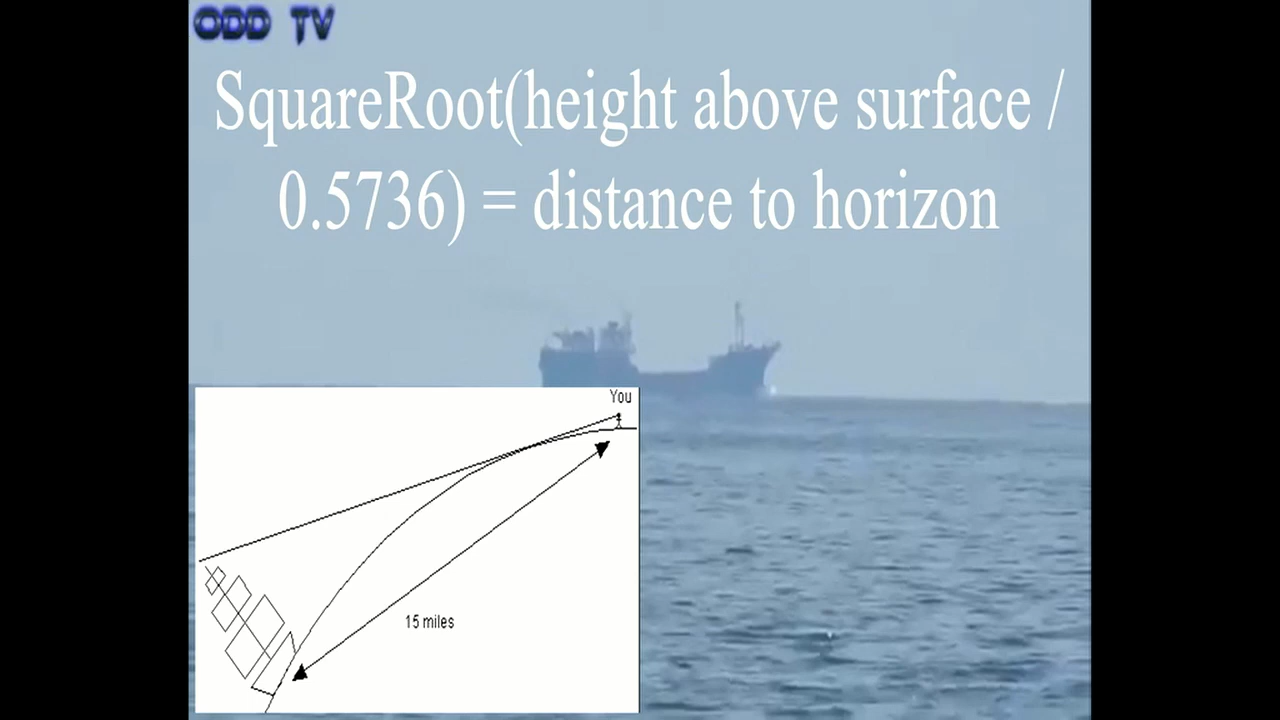 ODD TV
SquareRoot(height above surface /
0.5736) = distance to horizon
You
15 miles